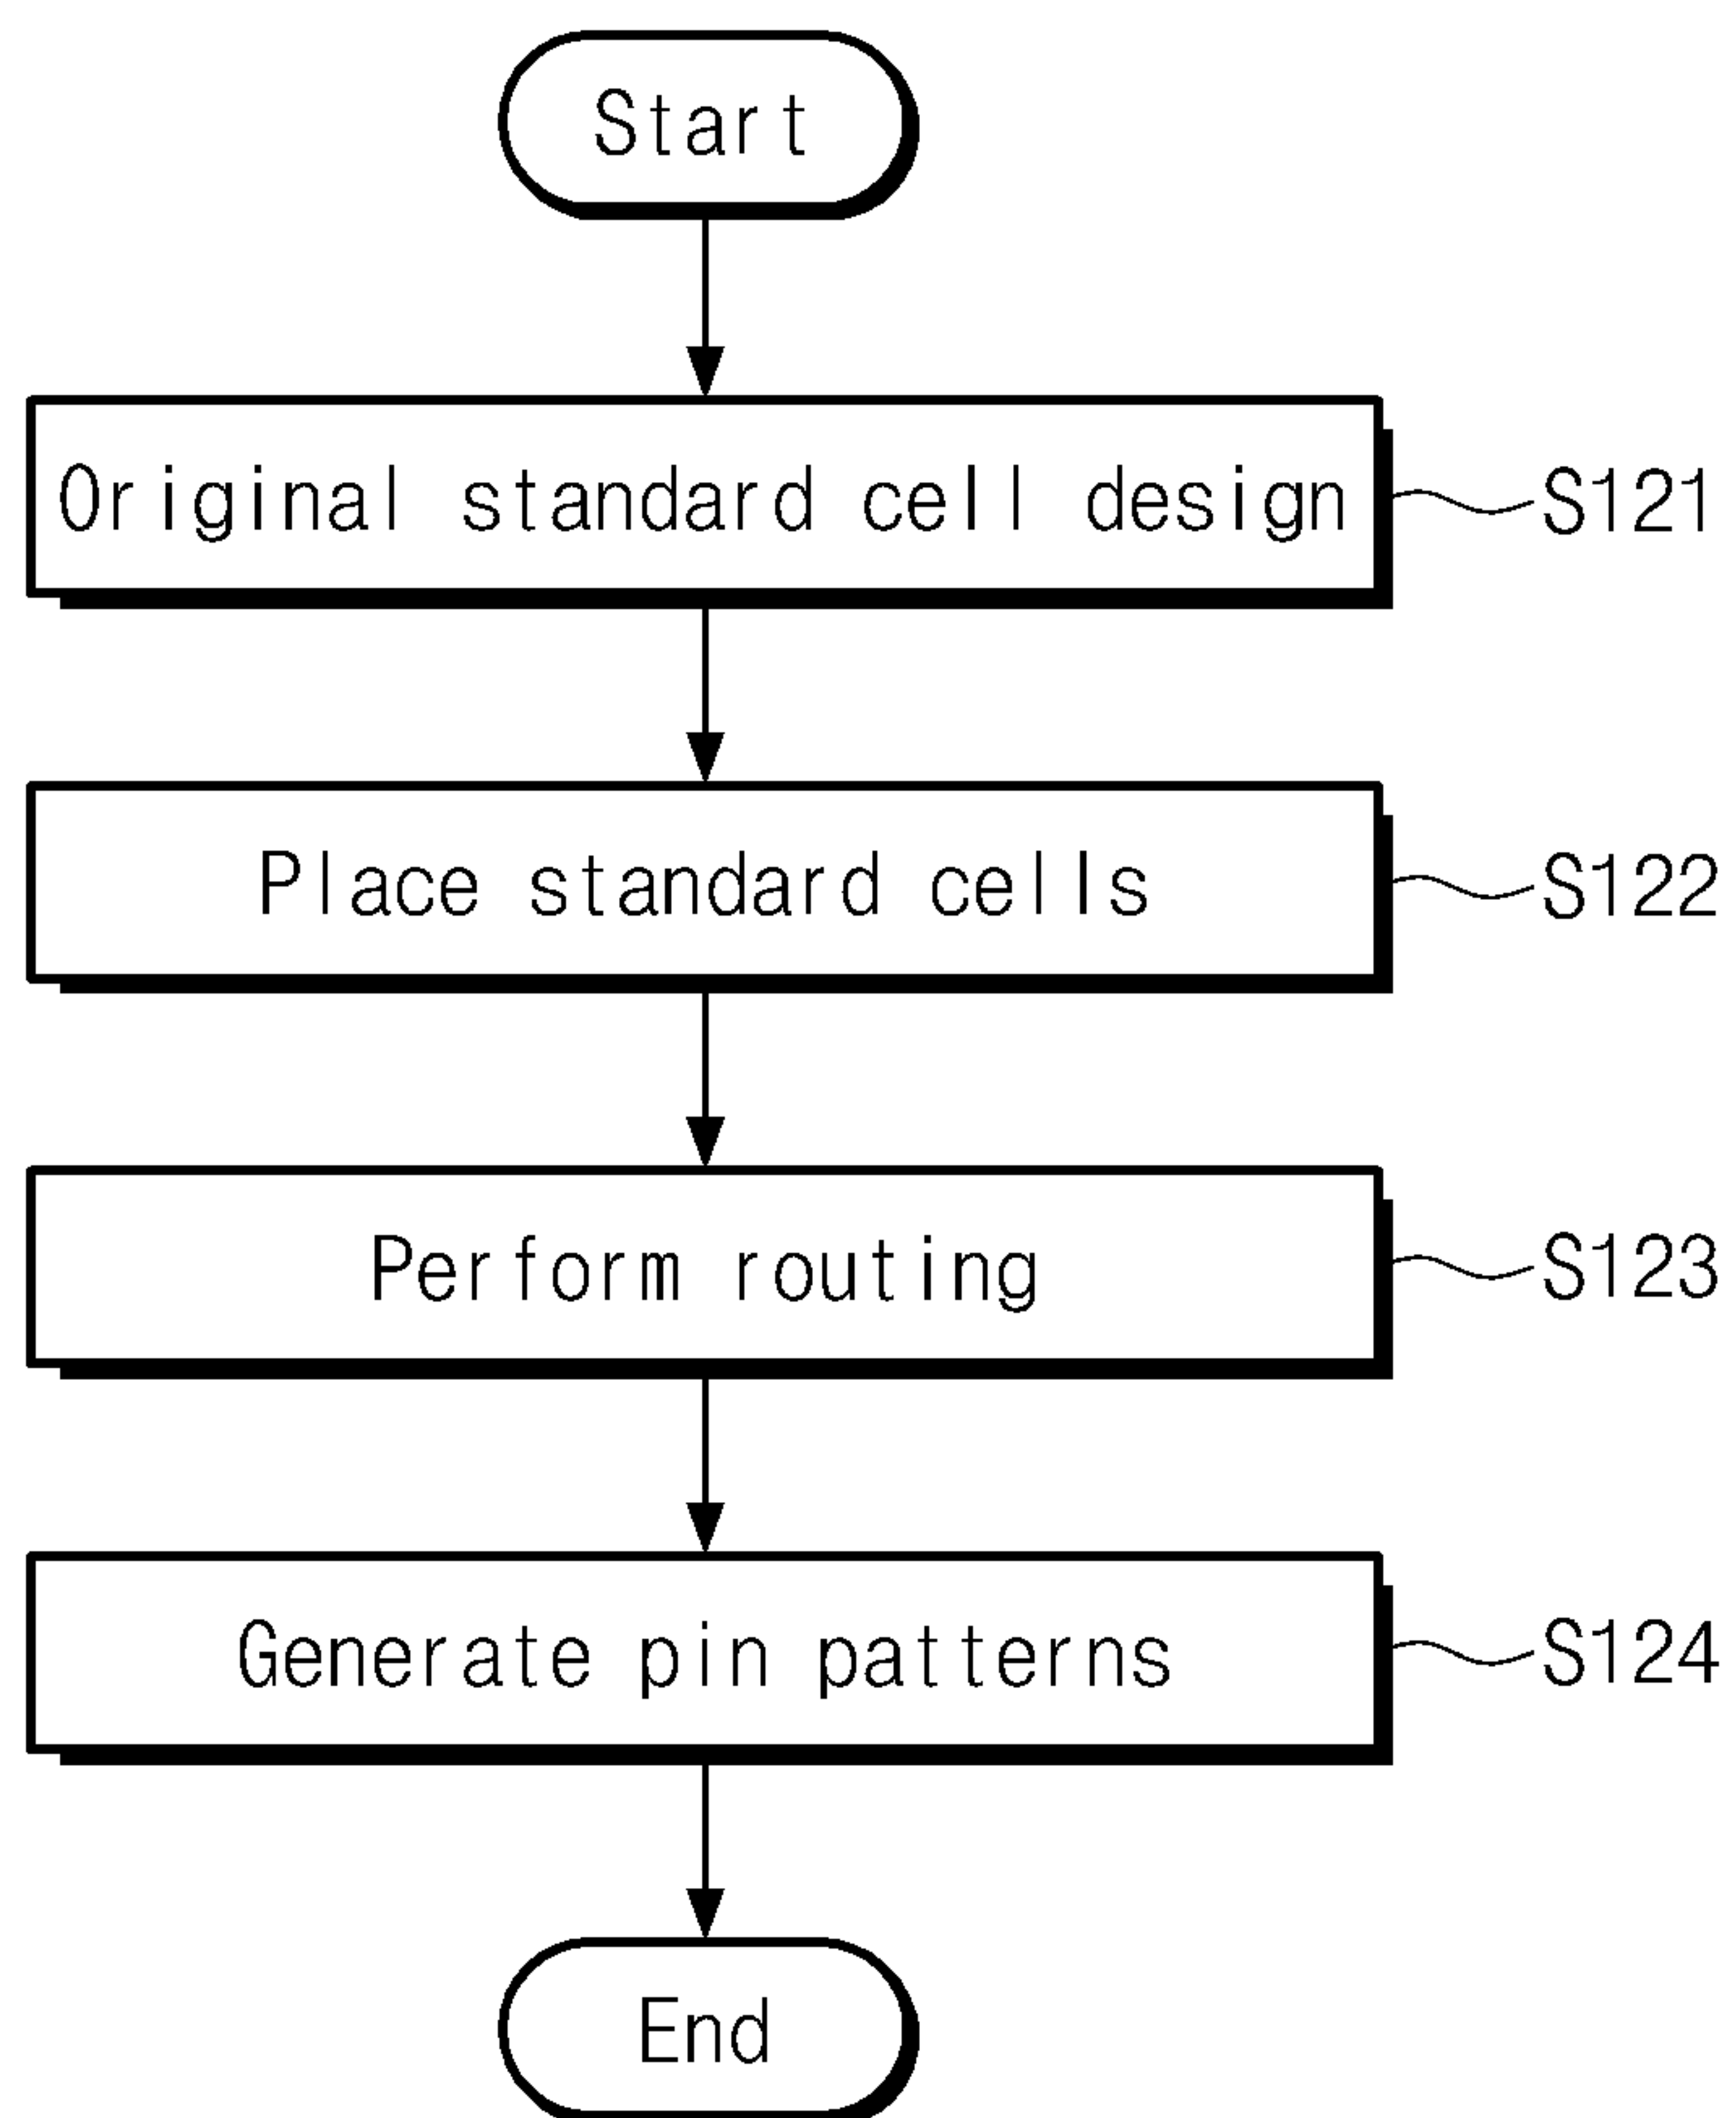 Start
Original standard cell design
S121
Place standard cells
S122
Perform routing
S123
Generate pin patterns
S124
End